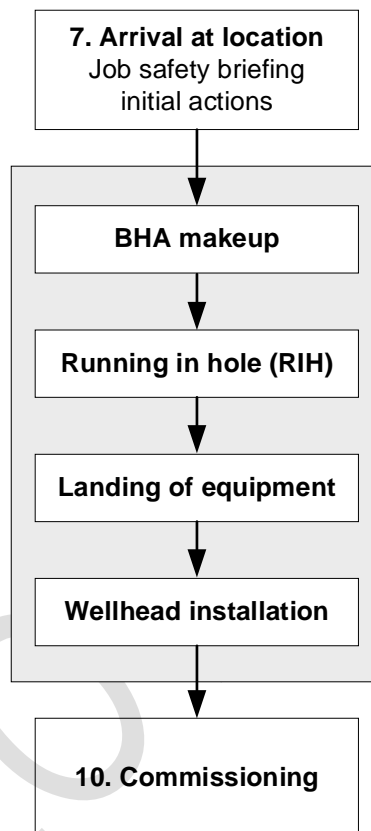 7. Arrival at location
Job safety briefing
initial actions
BHA makeup
Running in hole (RIH)
Landing of equipment
Wellhead installation
10. Commissioning